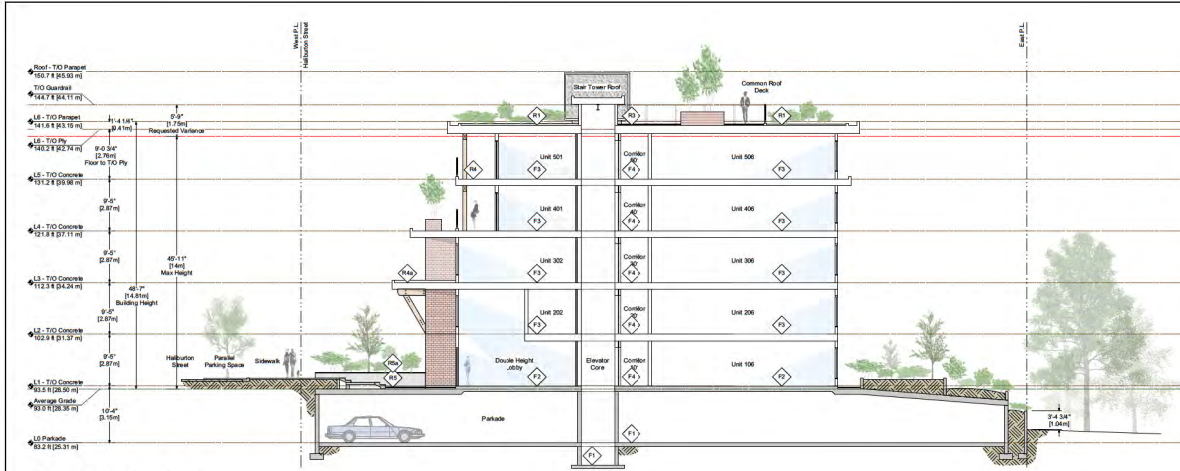 West P.L.
Haliburton Street
East P.L.
Roof - T/O Parapet
150.7 ft [45.93 m]
T/O Guardrail
144.7 ft [44.11 m]
L6 - T/O Parapet
141.6 ft [43.15 m]
L6 - T/O Ply
140.2 ft [42.74 m]
L5 - T/O Concrete
131.2 ft [39.98 m]
L4 - T/O Concrete
121.8 ft [37.11 m]
L3 - T/O Concrete
112.3 ft [34.24 m]
L2 - T/O Concrete
102.9 ft [31.37 m]
L1 - T/O Concrete
93.5 ft [28.50 m]
Average Grade
93.0 ft [28.35 m]
L0 Parkade
83.2 ft [25.31 m]
1'-4 1/4"
[0.41m]
5'-9"
[1.75m]
Requested Variance
9'-0 3/4"
[2.76m]
Floor to T/O Ply
9'-5"
[2.87m]
9'-5"
[2.87m]
9'-5"
[2.87m]
9'-5"
[2.87m]
10'-4"
[3.15m]
45'-11"
[14m]
Max Height
48'-7"
[14.81m]
Building Height
Stair Tower Roof
Common Roof
Deck
R1
R3
R1
Unit 501
Corridor
Unit 506
R4
F3
F4
F3
Unit 401
Corridor
Unit 406
F3
F4
F3
Unit 302
Corridor
Unit 306
R4a
F3
F4
F3
Unit 202
Corridor
Unit 206
F3
F4
F3
Haliburton
Street
Parallel
Parking Space
Sidewalk
R5a
R5
Double Height
Lobby
Elevator
Core
Corridor
Unit 106
F2
F4
F2
Parkade
F1
F1
3'-4 3/4"
[1.04m]